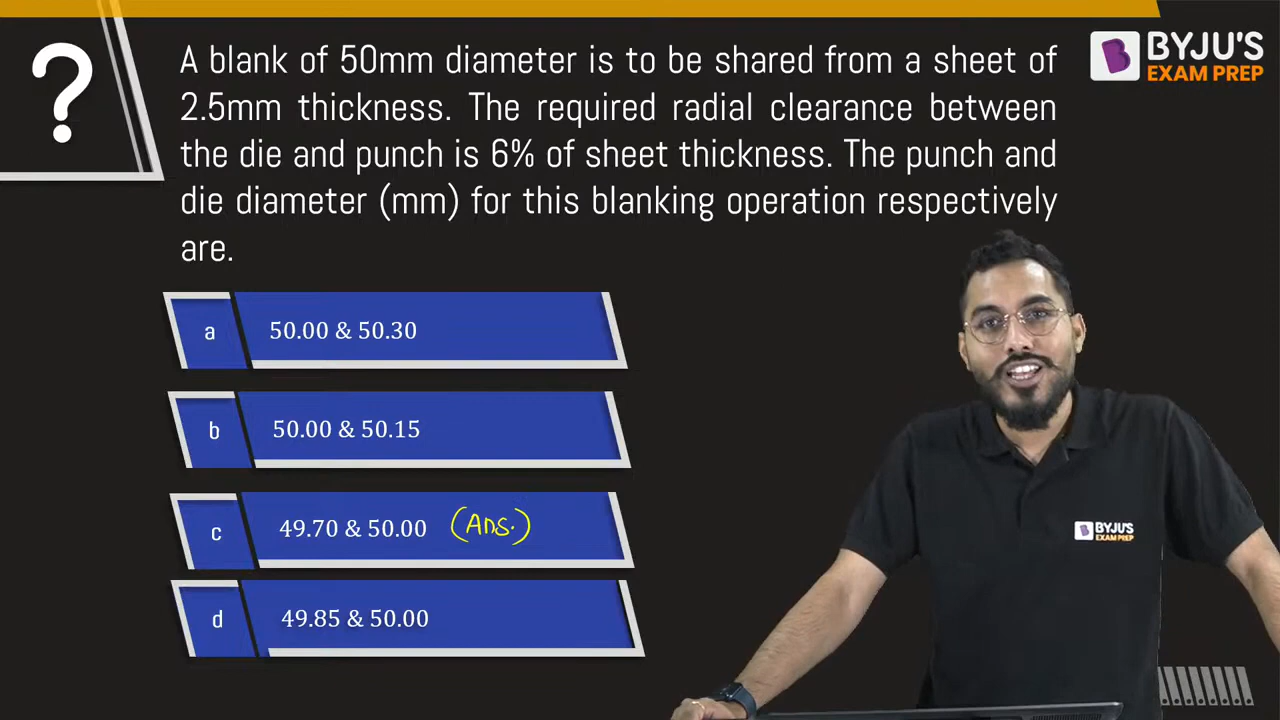 ?
A blank of 50mm diameter is to be shared from a sheet of
2.5mm thickness. The required radial clearance between
the die and punch is 6% of sheet thickness. The punch and
die diameter (mm) for this blanking operation respectively
are.
BYJU'S
EXAM PREP
a 50.00 & 50.30
b 50.00 & 50.15
c 49.70 & 50.00 (Ans.)
d 49.85 & 50.00
BYJU'S
EXAM PREP